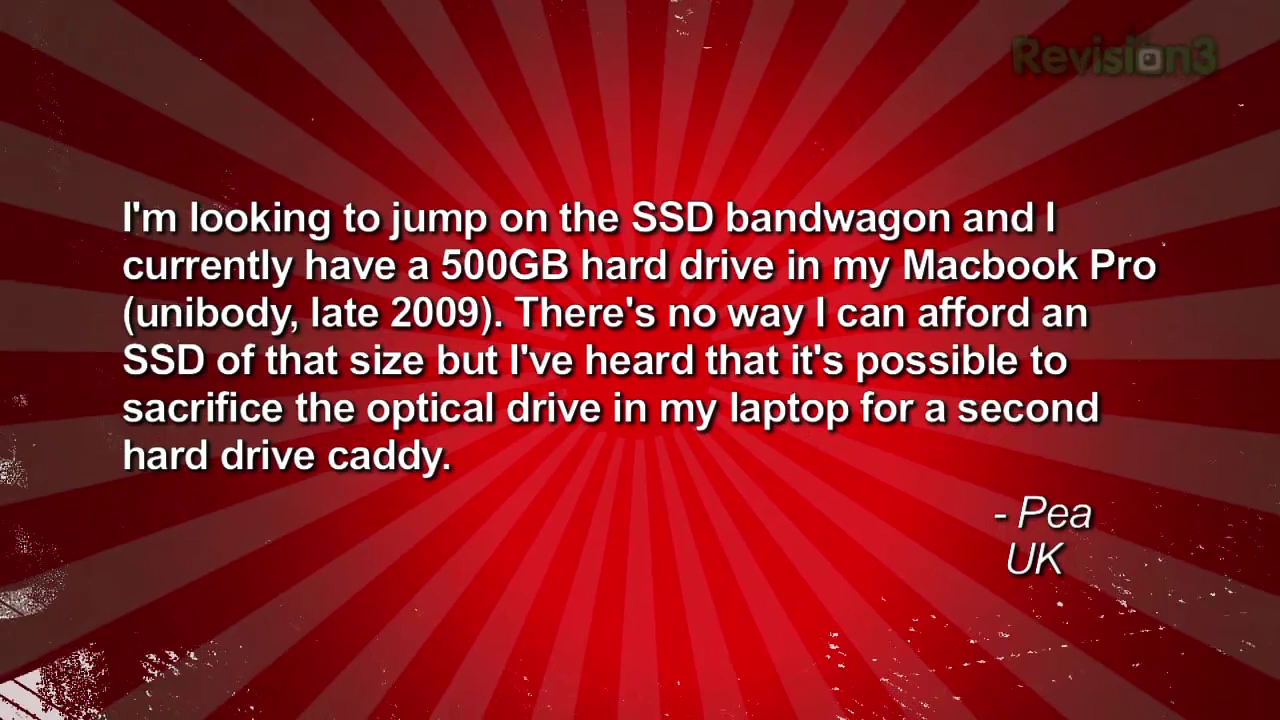 Revision3
I'm looking to jump on the SSD bandwagon and I
currently have a 500GB hard drive in my Macbook Pro
(unibody, late 2009). There's no way I can afford an
SSD of that size but I've heard that it's possible to
sacrifice the optical drive in my laptop for a second
hard drive caddy.
- Pea
UK